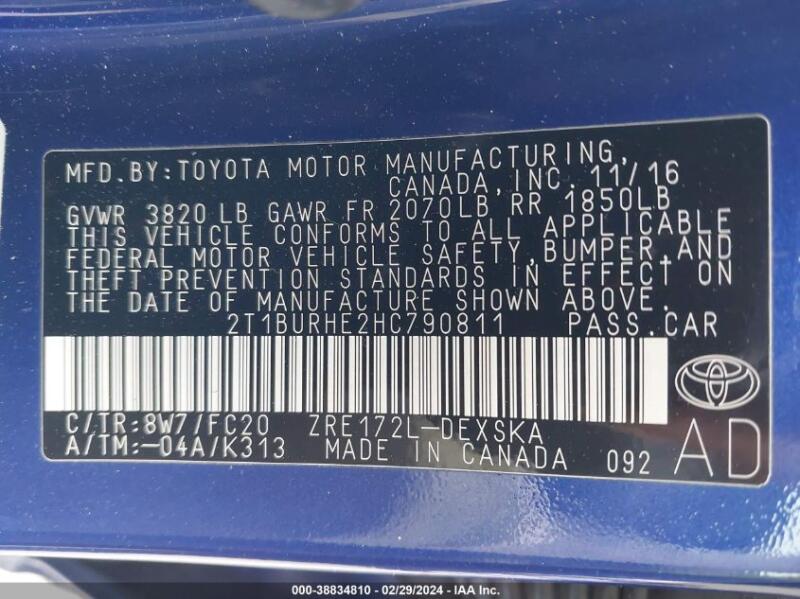 MFD. BY: TOYOTA MOTOR MANUFACTURING,
CANADA, INC. 11/16
GVWR 3820 LB GAWR FR 2070LB RR 1850LB
THIS VEHICLE CONFORMS TO ALL APPLICABLE
FEDERAL MOTOR VEHICLE SAFETY, BUMPER, AND
THEFT PREVENTION STANDARDS IN EFFECT ON
THE DATE OF MANUFACTURE SHOWN ABOVE.
2T1BURHE2HC790811 PASS. CAR
C/TR: 8W7/FC20 ZRE172L-DEXSKA
A/TM: -04A/K313 MADE IN CANADA 092 AD
000-38834810 - 02/29/2024 - IAA Inc.